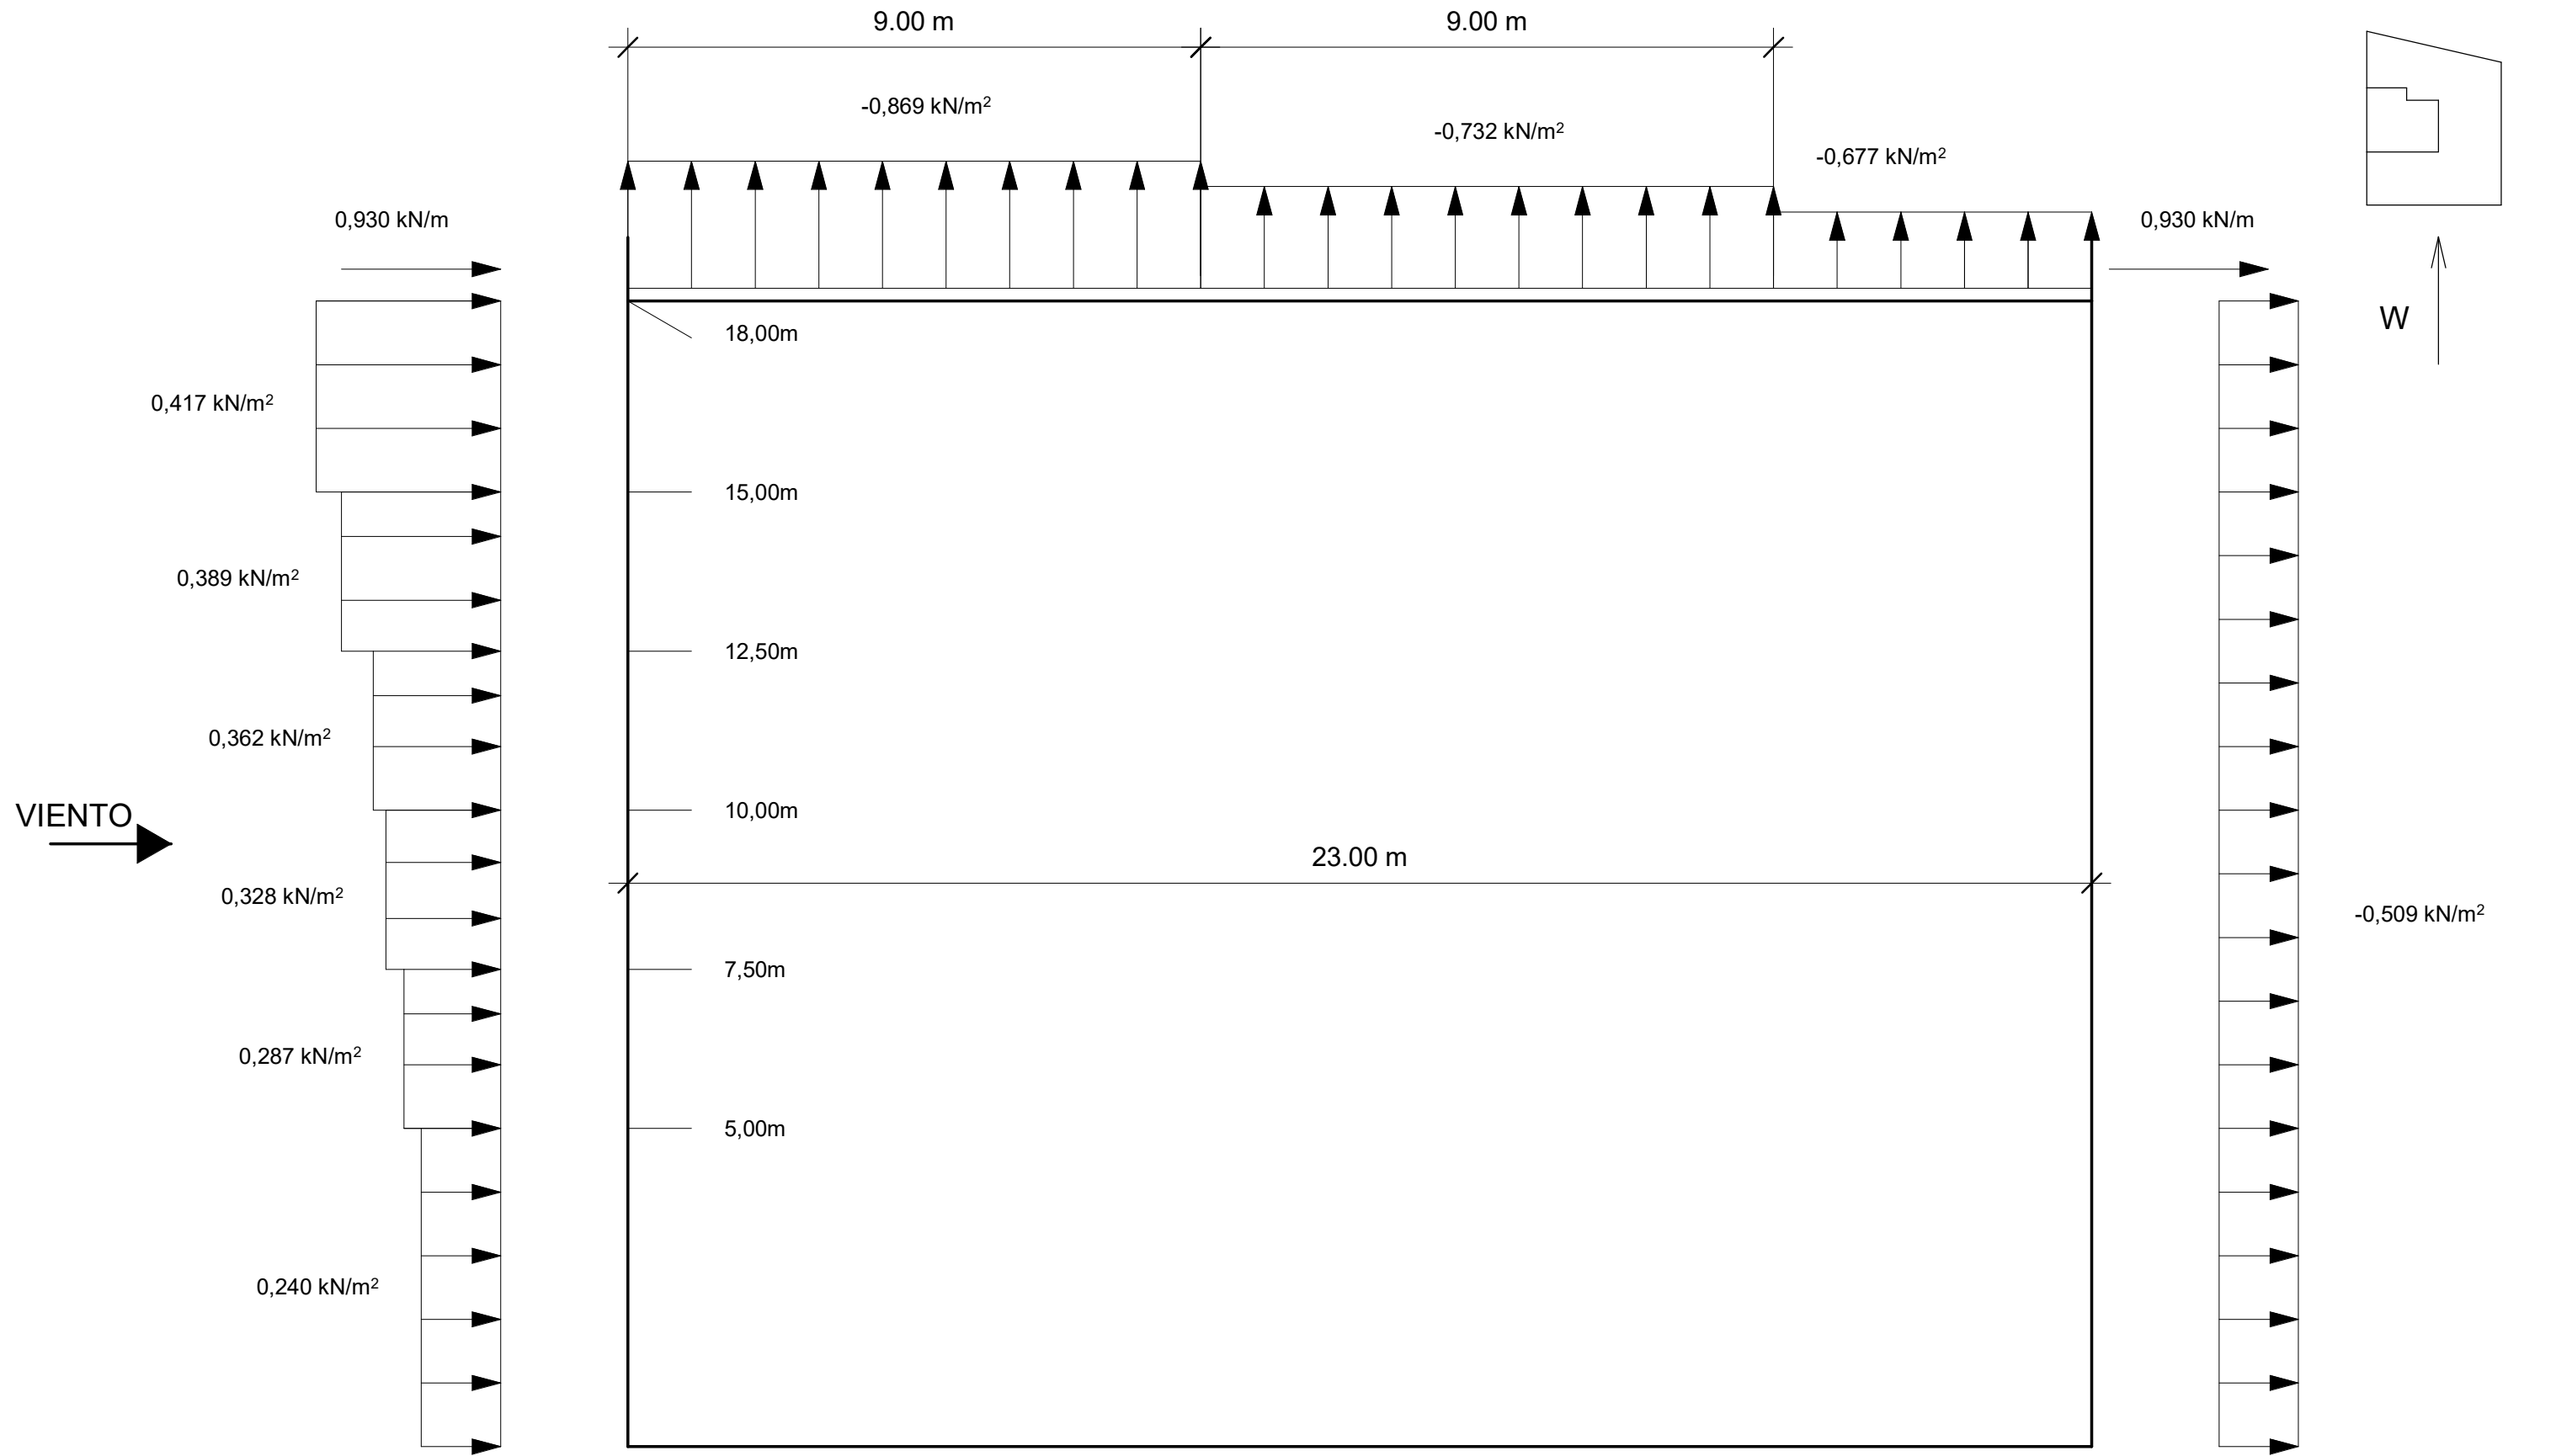 9.00 m
9.00 m
-0,869 kN/m²
-0,732 kN/m²
-0,677 kN/m²
0,930 kN/m
0,930 kN/m
W
18,00m
0,417 kN/m²
15,00m
0,389 kN/m²
12,50m
0,362 kN/m²
10,00m
VIENTO
23.00 m
0,328 kN/m²
-0,509 kN/m²
7,50m
0,287 kN/m²
5,00m
0,240 kN/m²